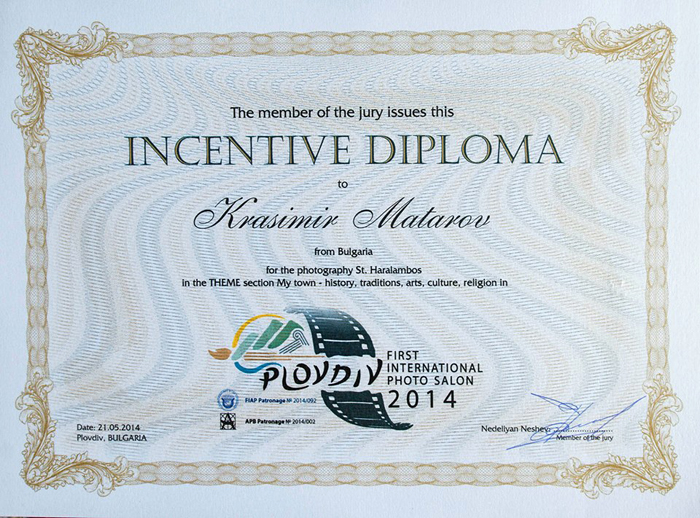 The member of the jury issues this
INCENTIVE DIPLOMA
to
Krasimir Matarov
from Bulgaria
for the photography St. Haralambos
in the THEME section My town - history, traditions, arts, culture, religion in
PLOVDIV
FIRST
INTERNATIONAL
PHOTO SALON
2014
FIAP Patronage № 2014/092
APB Patronage № 2014/002
Date: 21.05.2014
Plovdiv, BULGARIA
Nedeliyan Neshev
Member of the jury